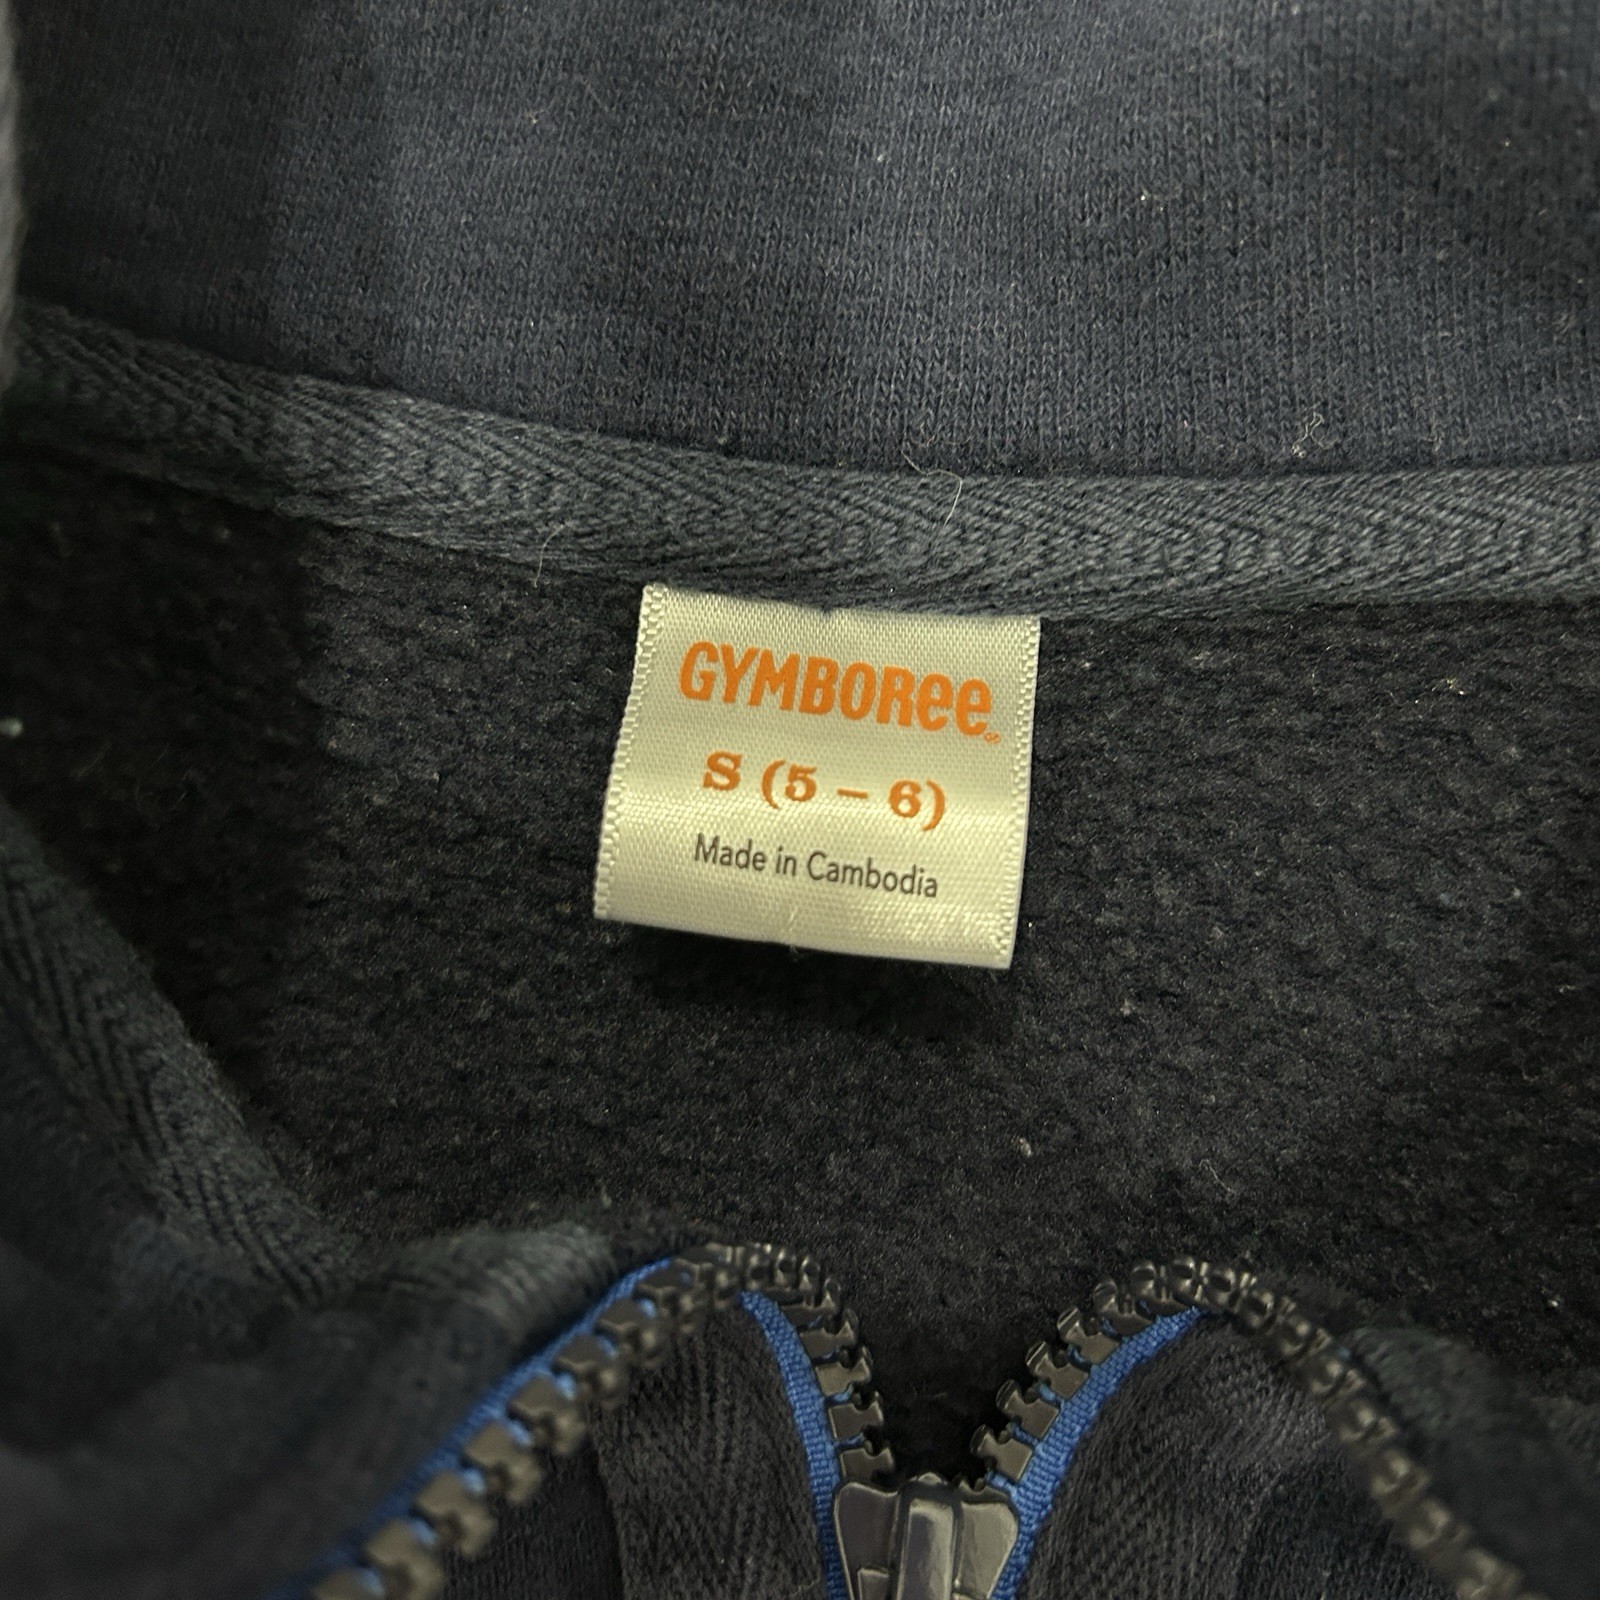 GYMBOREE
S (5 – 6)
Made in Cambodia